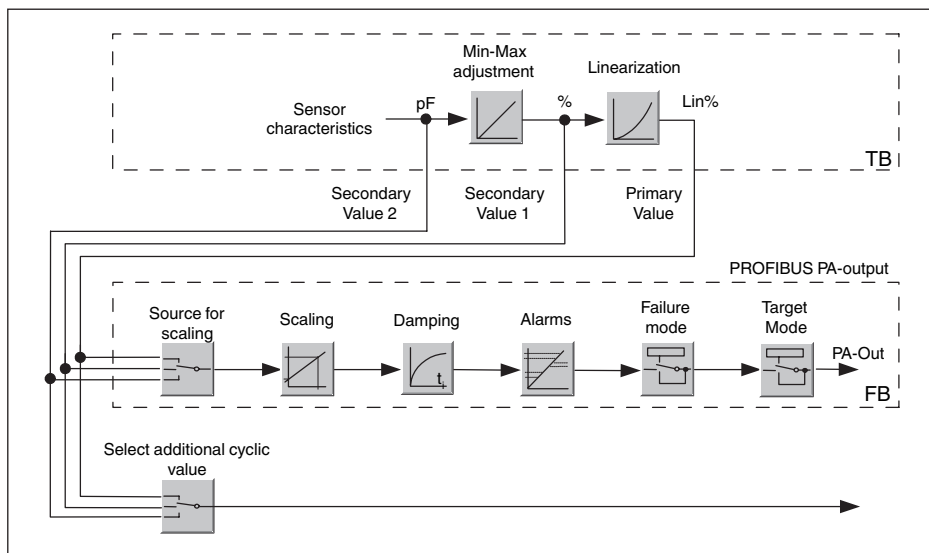 Min-Max
adjustment
Linearization
Sensor
characteristics
pF
%
Lin%
TB
Secondary
Value 2
Secondary
Value 1
Primary
Value
PROFIBUS PA-output
Source for
scaling
Scaling
Damping
Alarms
Failure
mode
Target
Mode
t
PA-Out
FB
Select additional cyclic
value